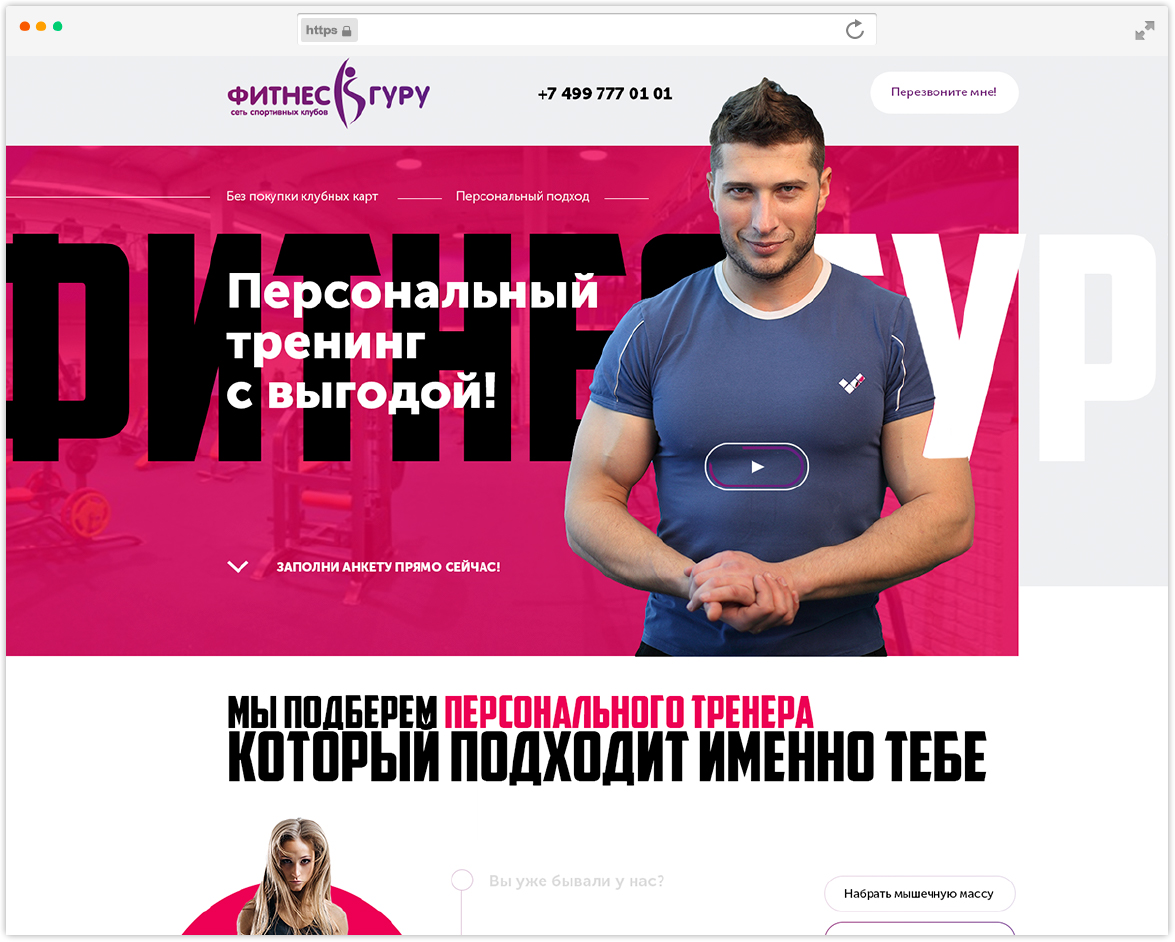 https
ФИТНЕС ГУРУ
сеть спортивных клубов
+7 499 777 01 01
Перезвоните мне!
Без покупки клубных карт
Персональный подход
ФИТНЕС ГУР
Персональный
тренинг
с выгодой!
ЗАПОЛНИ АНКЕТУ ПРЯМО СЕЙЧАС!
МЫ ПОДБЕРЕМ ПЕРСОНАЛЬНОГО ТРЕНЕРА
КОТОРЫЙ ПОДХОДИТ ИМЕННО ТЕБЕ
Вы уже бывали у нас?
Набрать мышечную массу